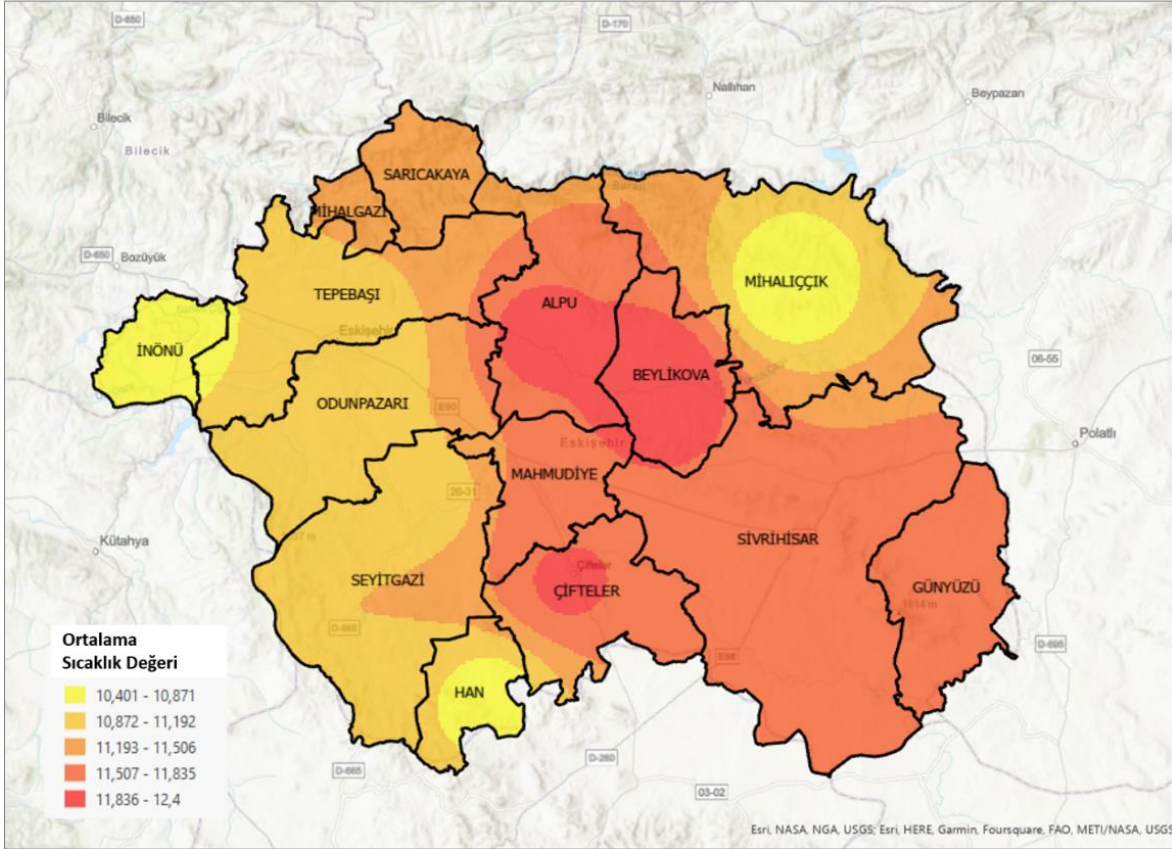 D-650
D-170
Nallıhan
Beypazarı
Bilecik
Bilecik
SARICAKAYA
MİHALGAZİ
D-650
Bozüyük
TEPEBAŞI
ALPU
MİHALIÇÇIK
Eskişehir
İNÖNÜ
BEYLİKOVA
06-55
ODUNPAZARI
E90
Eskişehir
Polatlı
MAHMUDİYE
26-31
Kütahya
SİVRİHİSAR
SEYİTGAZİ
Çifteler
ÇİFTELER
GÜNYÜZÜ
1814 m
D-665
D-695
E98
HAN
D-260
D-665
03-02
Ortalama
Sıcaklık Değeri
10,401 - 10,871
10,872 - 11,192
11,193 - 11,506
11,507 - 11,835
11,836 - 12,4
Esri, NASA, NGA, USGS; Esri, HERE, Garmin, Foursquare, FAO, METI/NASA, USGS